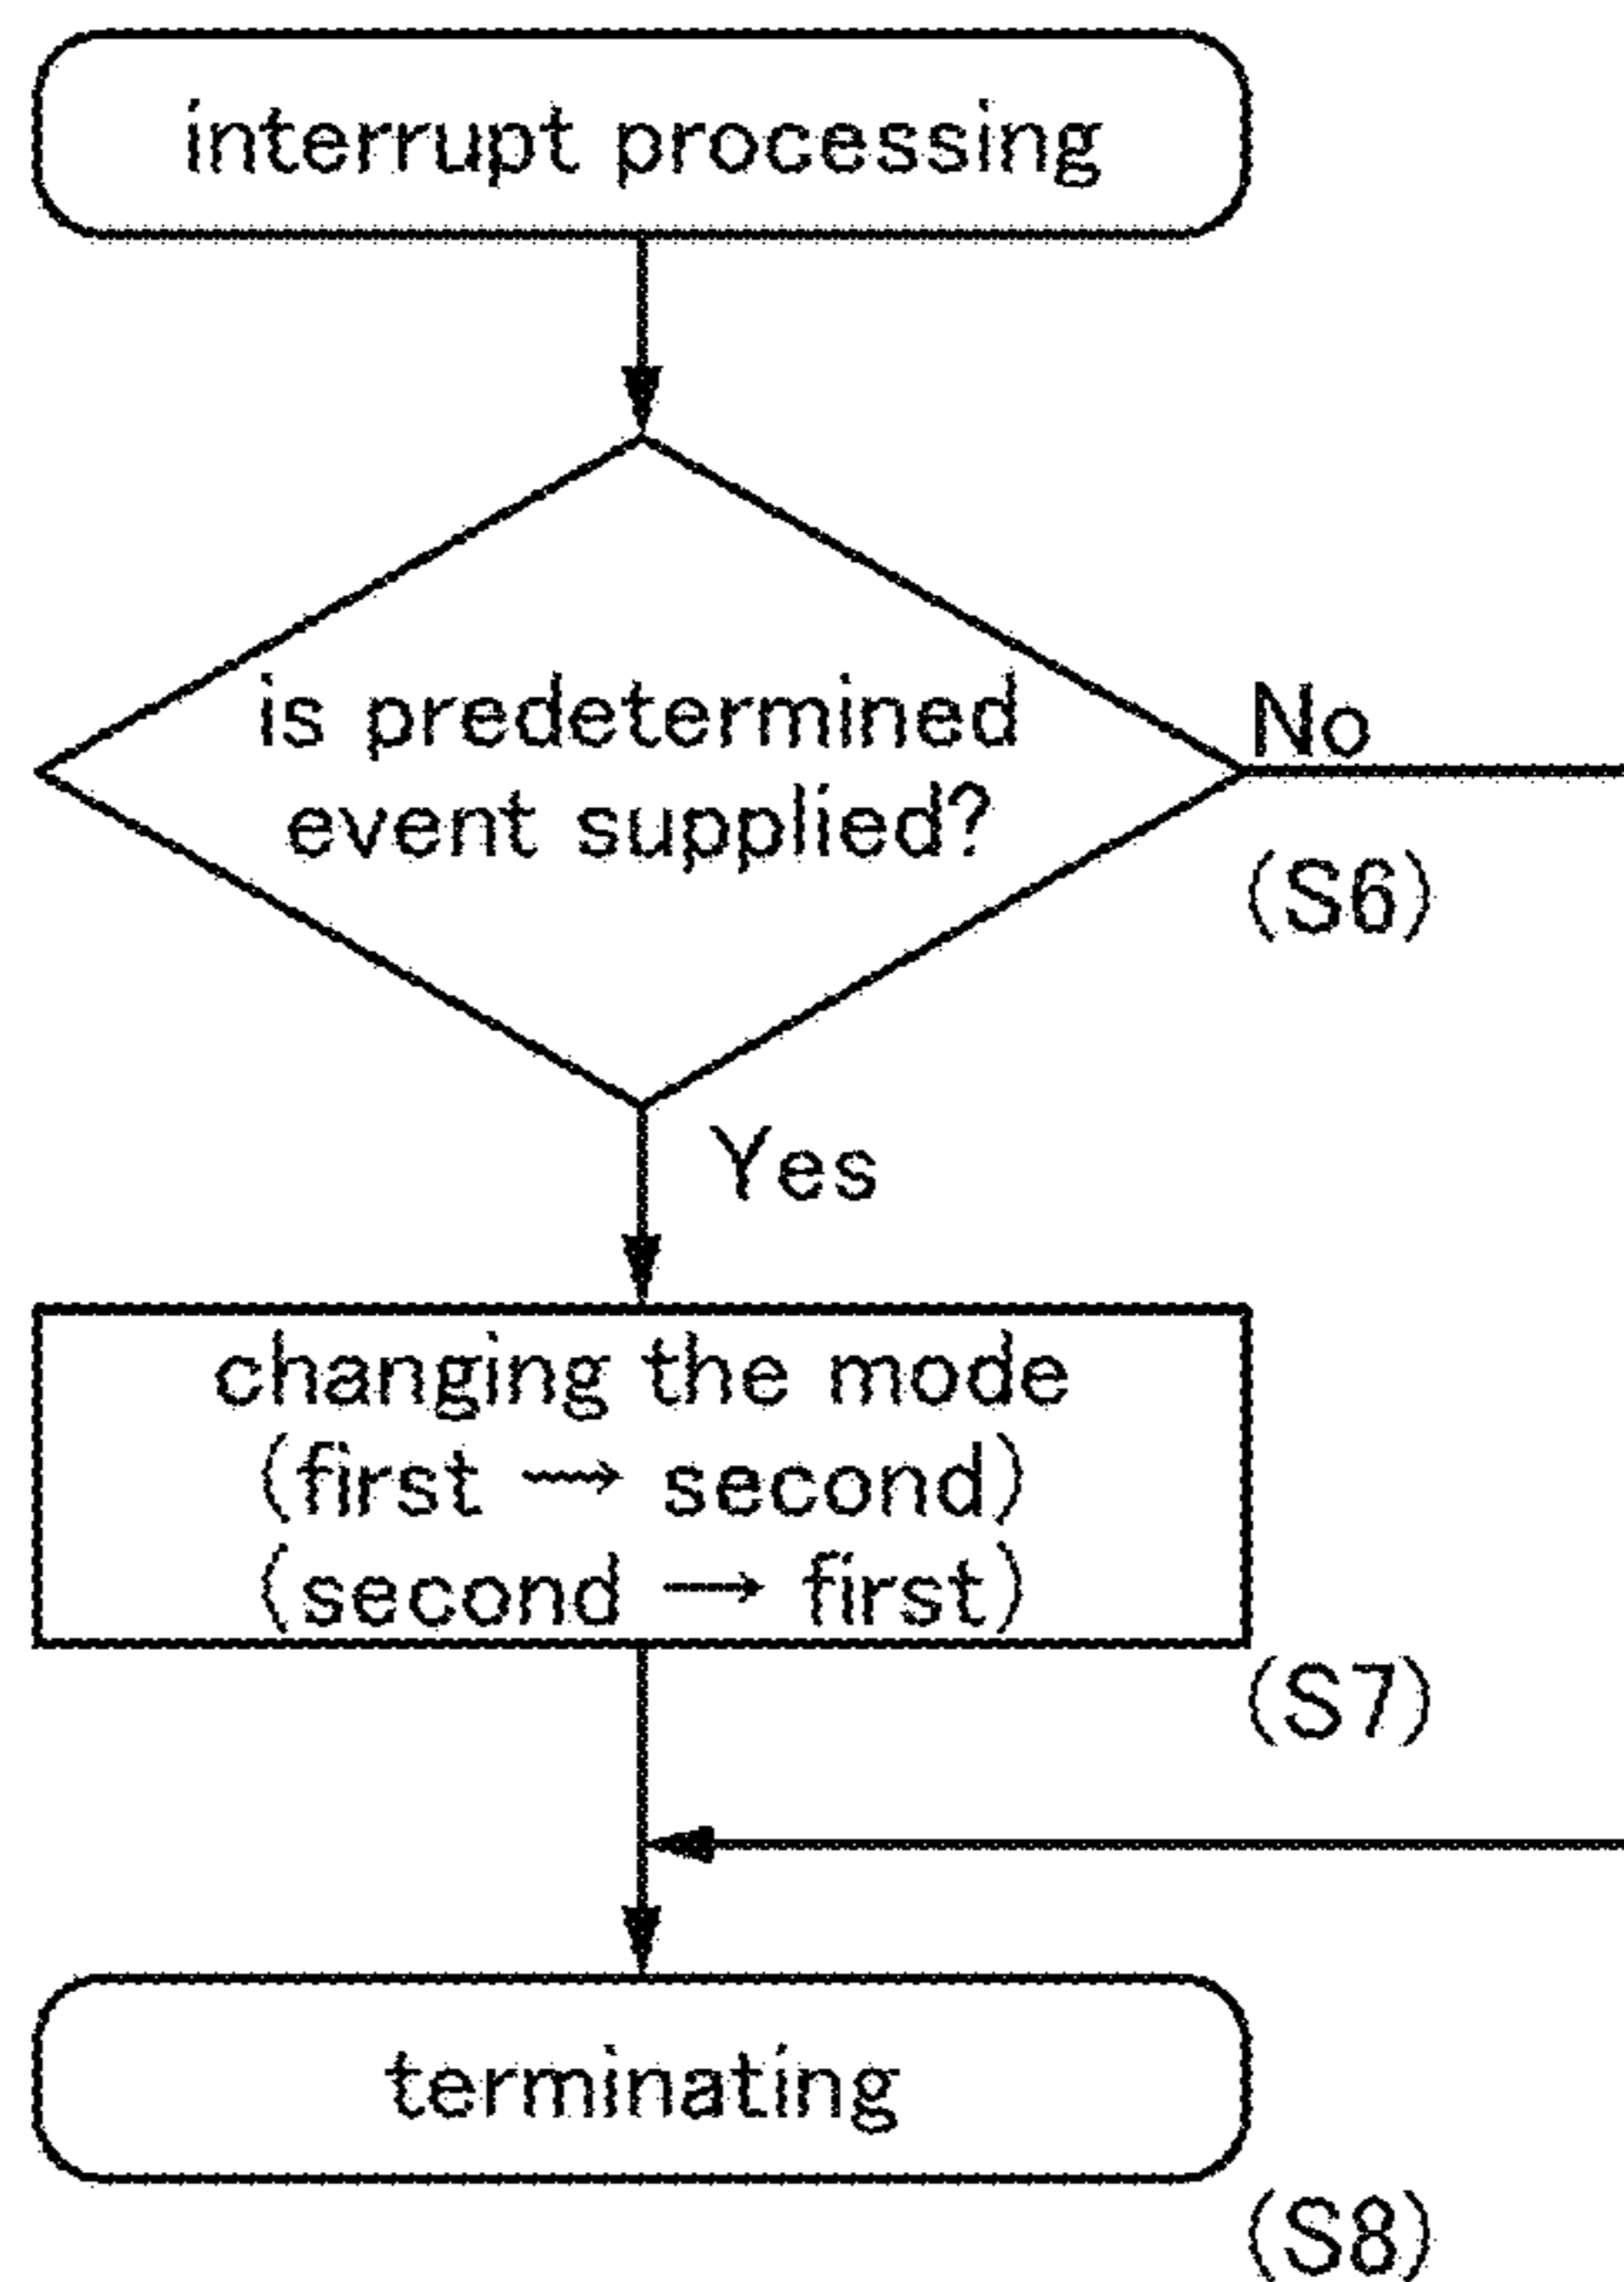 interrupt processing
is predetermined
event supplied?
No
(S6)
Yes
changing the mode
(first → second)
(second → first)
(S7)
terminating
(S8)